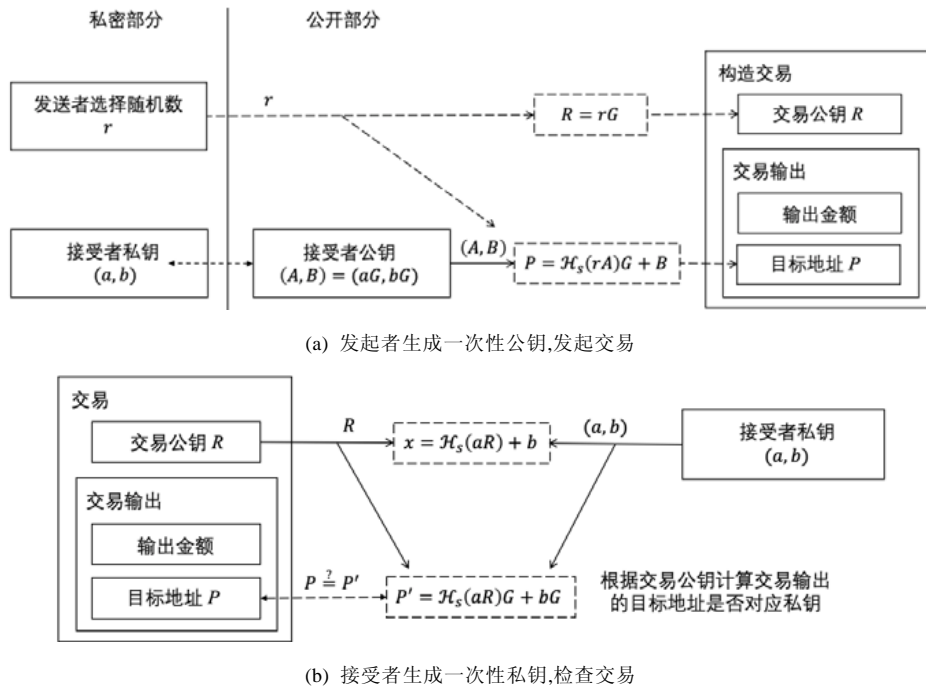 私密部分
公开部分
发送者选择随机数
r
r
R = rG
构造交易
交易公钥 R
交易输出
输出金额
目标地址 P
接受者私钥
(a, b)
接受者公钥
(A, B) = (aG, bG)
(A, B)
P = ℋₛ(rA)G + B
(a) 发起者生成一次性公钥,发起交易
交易
交易公钥 R
R
x = ℋₛ(aR) + b
(a, b)
接受者私钥
(a, b)
交易输出
输出金额
目标地址 P
P ≟ P′
P′ = ℋₛ(aR)G + bG
根据交易公钥计算交易输出
的目标地址是否对应私钥
(b) 接受者生成一次性私钥,检查交易